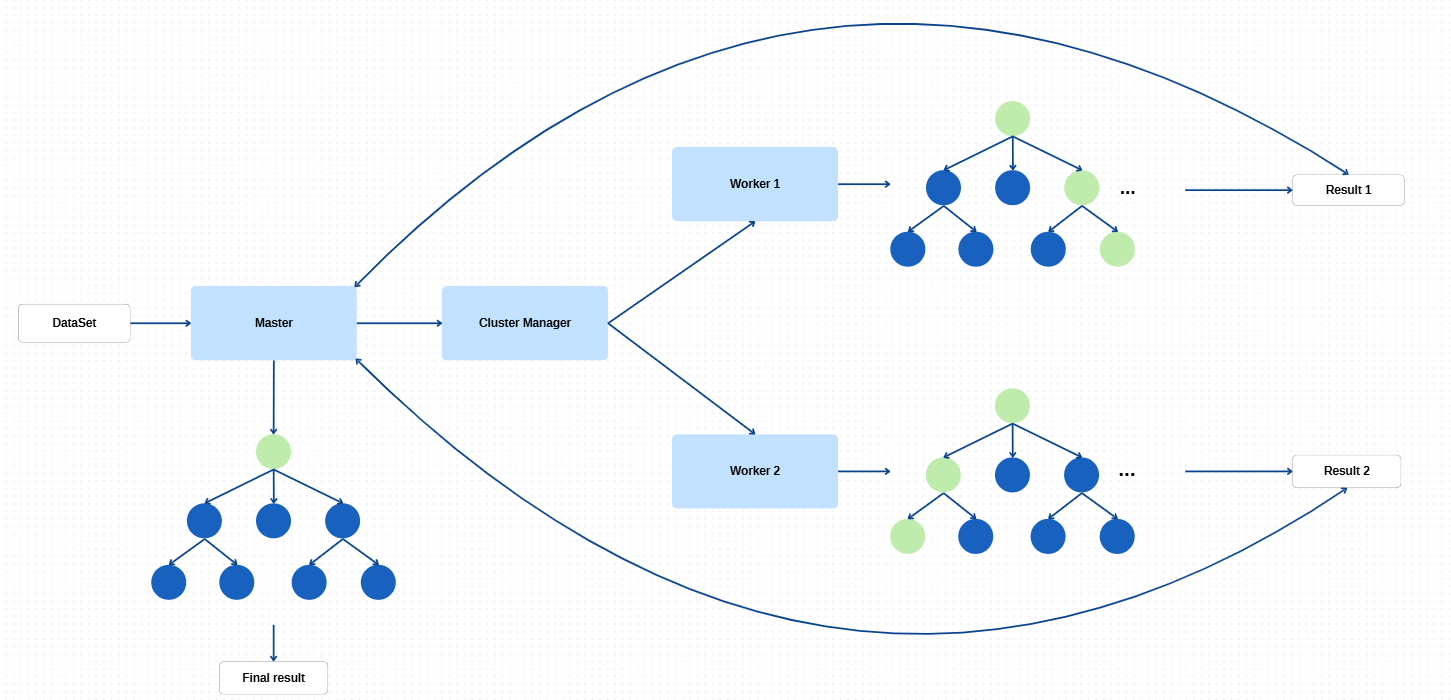 Worker 1
...
Result 1
DataSet
Master
Cluster Manager
Worker 2
...
Result 2
Final result